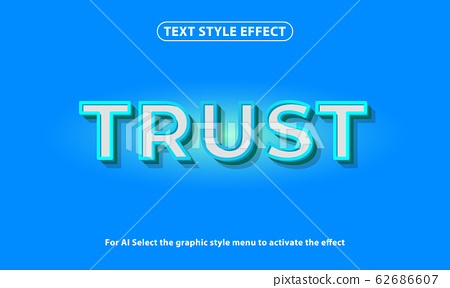 TEXT STYLE EFFECT
TRUST
For AI Select the graphic style menu to activate the effect
62686607